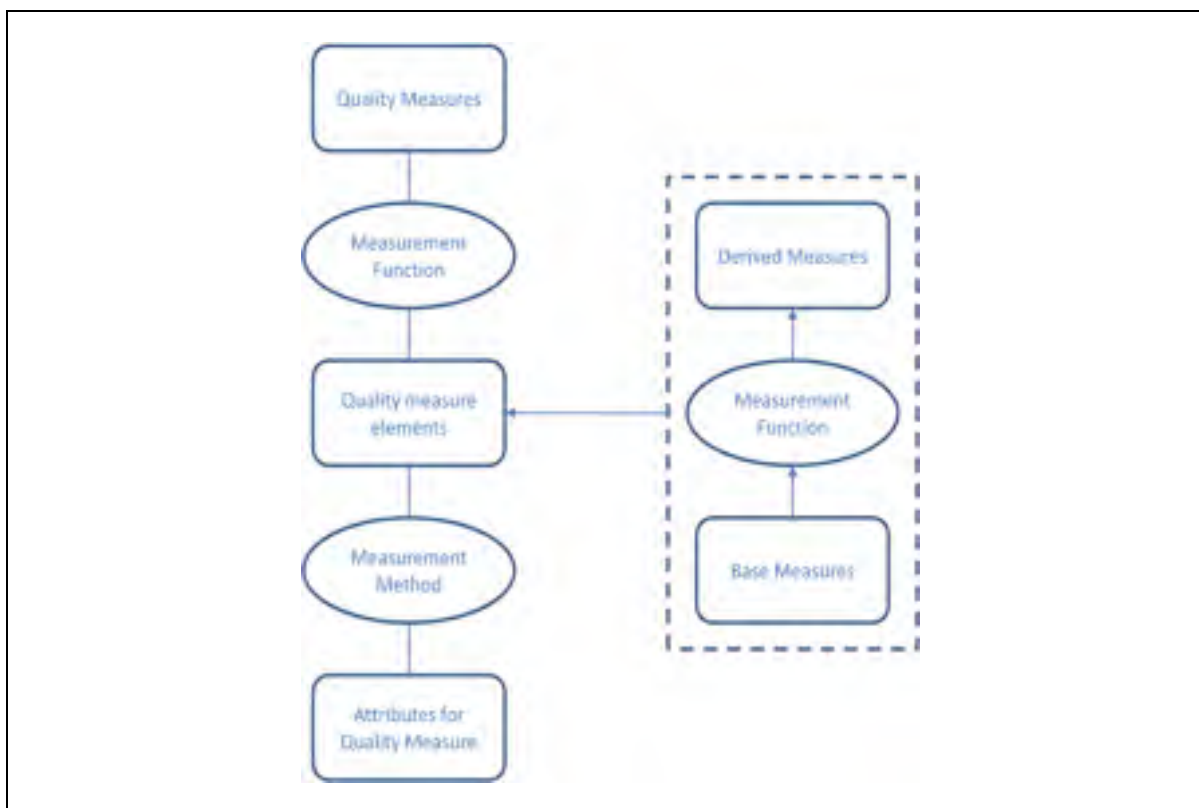 Quality Measures
Measurement
Function
Quality measure
elements
Measurement
Method
Attributes for
Quality Measure
Derived Measures
Measurement
Function
Base Measures